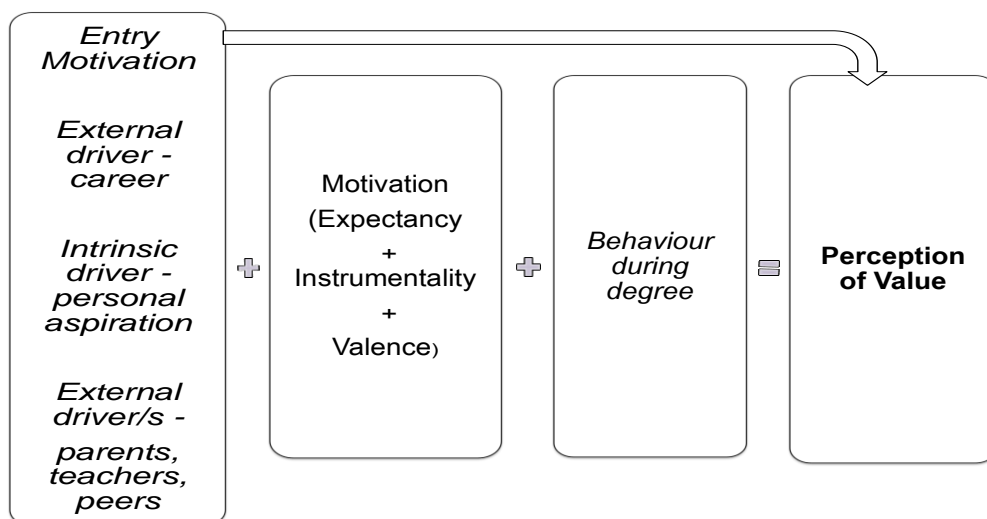 Entry
Motivation
External
driver -
career
Intrinsic
driver -
personal
aspiration
External
driver/s -
parents,
teachers,
peers
+
Motivation
(Expectancy
+
Instrumentality
+
Valence)
+
Behaviour
during
degree
=
Perception
of Value